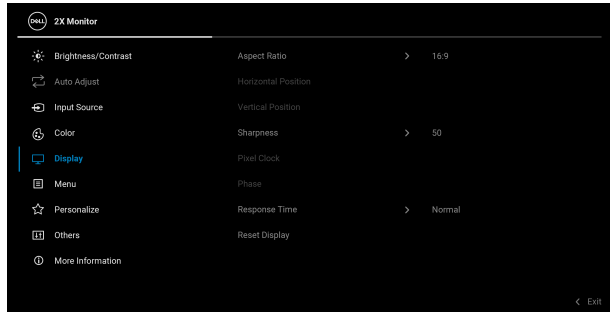 DELL 2X Monitor
Brightness/Contrast Aspect Ratio > 16:9
Auto Adjust Horizontal Position
Input Source Vertical Position
Color Sharpness > 50
Display Pixel Clock
Menu Phase
Personalize Response Time > Normal
Others Reset Display
More Information
< Exit